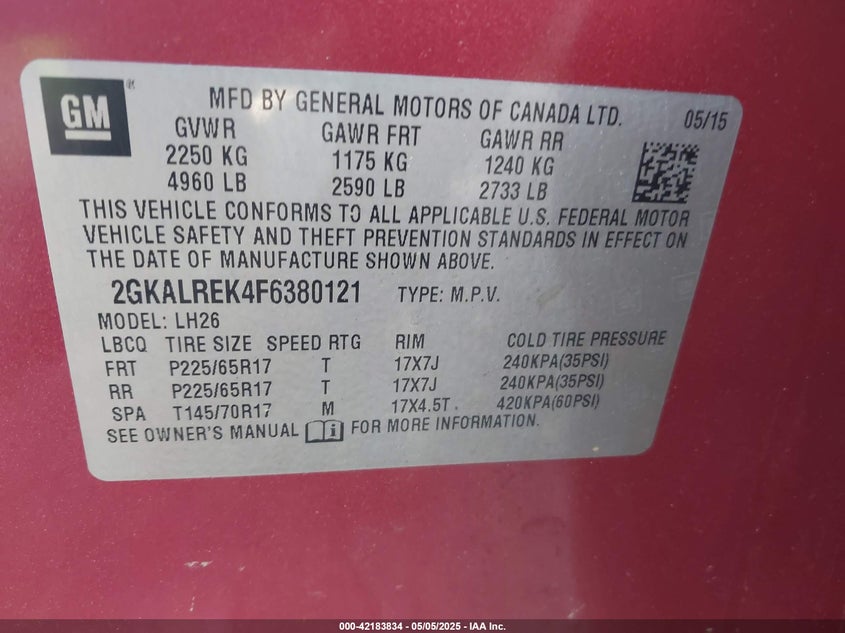 GM ®
MFD BY GENERAL MOTORS OF CANADA LTD. 05/15
GVWR GAWR FRT GAWR RR
2250 KG 1175 KG 1240 KG
4960 LB 2590 LB 2733 LB
THIS VEHICLE CONFORMS TO ALL APPLICABLE U.S. FEDERAL MOTOR
VEHICLE SAFETY AND THEFT PREVENTION STANDARDS IN EFFECT ON
THE DATE OF MANUFACTURE SHOWN ABOVE.
2GKALREK4F6380121 TYPE: M.P.V.
MODEL: LH26
LBCQ TIRE SIZE SPEED RTG RIM COLD TIRE PRESSURE
FRT P225/65R17 T 17X7J 240KPA(35PSI)
RR P225/65R17 T 17X7J 240KPA(35PSI)
SPA T145/70R17 M 17X4.5T 420KPA(60PSI)
SEE OWNER'S MANUAL i FOR MORE INFORMATION.
000-42183834 - 05/05/2025 - IAA Inc.